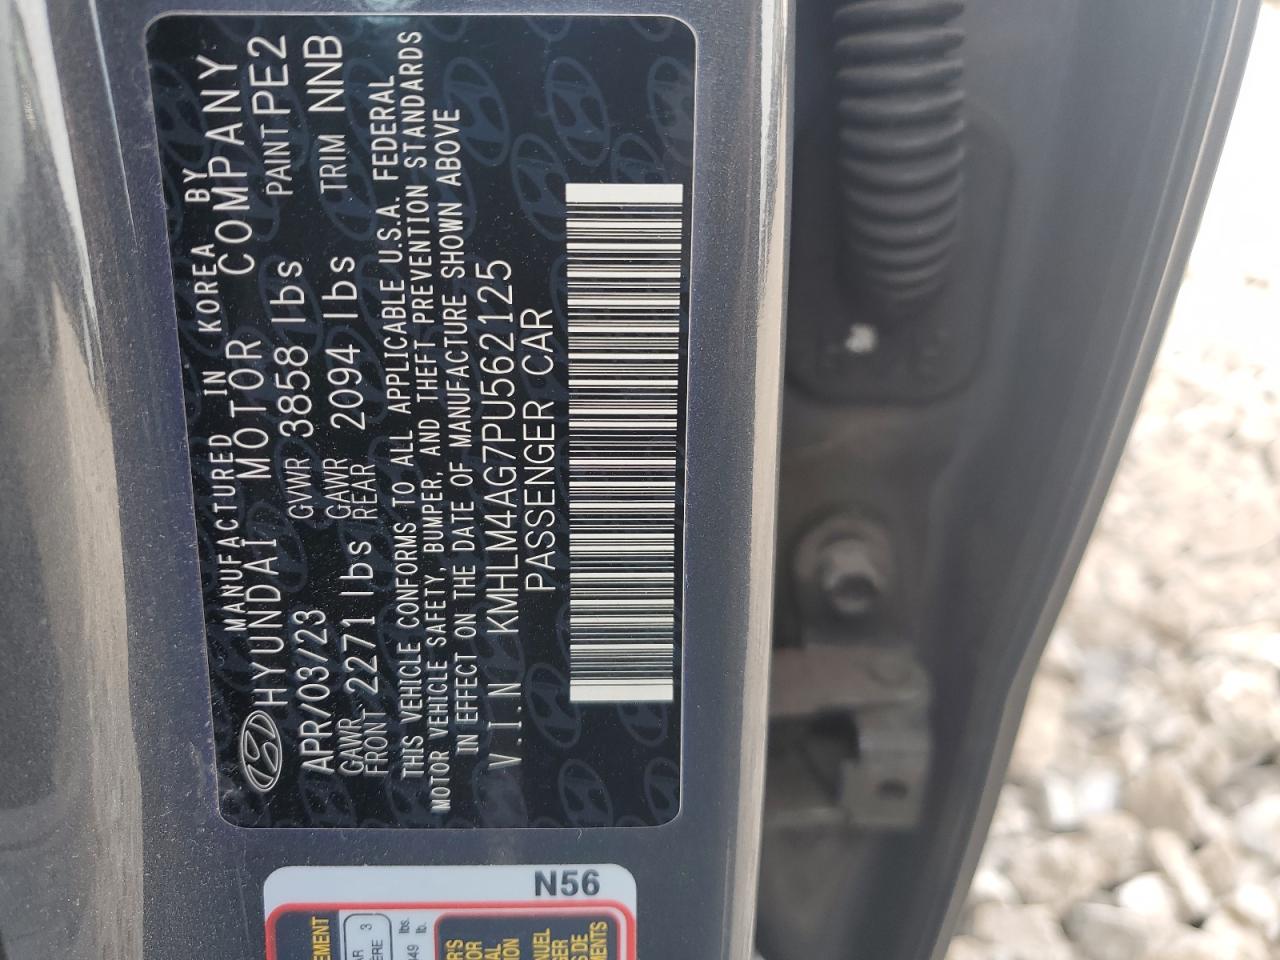 MANUFACTURED IN KOREA BY
HYUNDAI MOTOR COMPANY
APR/03/23 GVWR 3858 lbs PAINT PE2
GAWR FRONT 2271 lbs GAWR REAR 2094 lbs TRIM NNB
THIS VEHICLE CONFORMS TO ALL APPLICABLE U.S.A. FEDERAL
MOTOR VEHICLE SAFETY, BUMPER, AND THEFT PREVENTION STANDARDS
IN EFFECT ON THE DATE OF MANUFACTURE SHOWN ABOVE
V.I.N KMHLM4AG7PU562125
PASSENGER CAR
N56